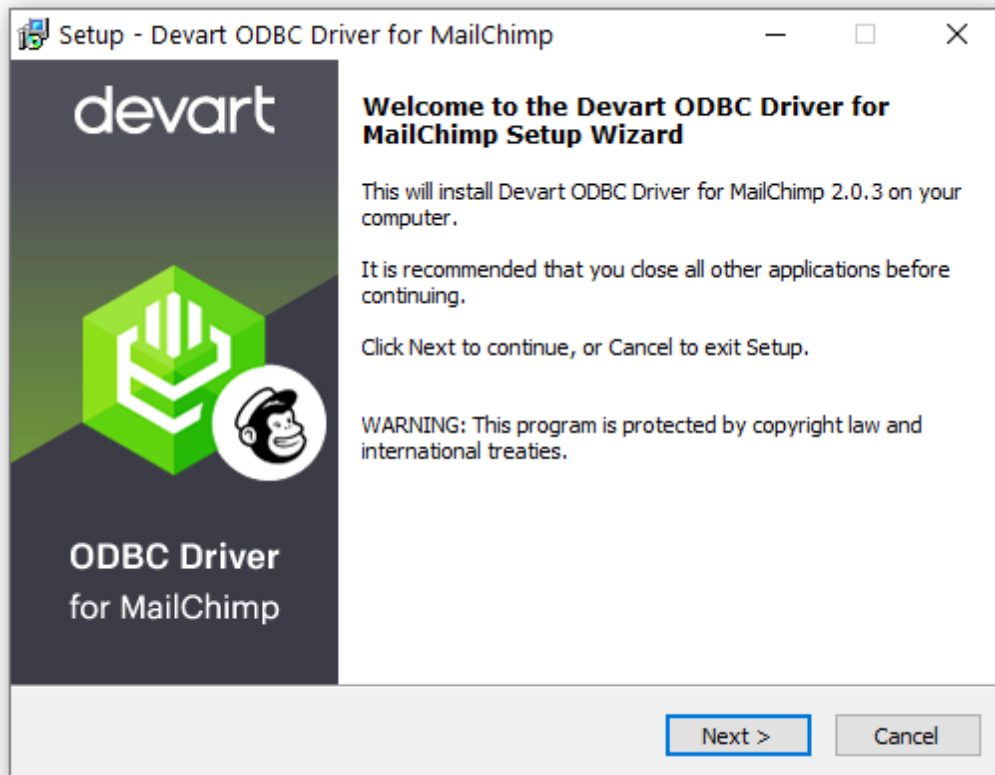 Setup - Devart ODBC Driver for MailChimp
devart
Welcome to the Devart ODBC Driver for
MailChimp Setup Wizard
This will install Devart ODBC Driver for MailChimp 2.0.3 on your
computer.
It is recommended that you close all other applications before
continuing.
Click Next to continue, or Cancel to exit Setup.
WARNING: This program is protected by copyright law and
international treaties.
ODBC Driver
for MailChimp
Next >
Cancel